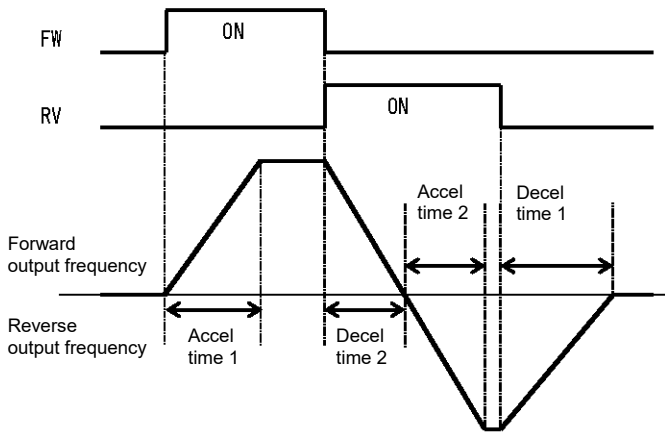 FW
ON
RV
ON
Accel
time 2
Decel
time 1
Forward
output frequency
Reverse
output frequency
Accel
time 1
Decel
time 2